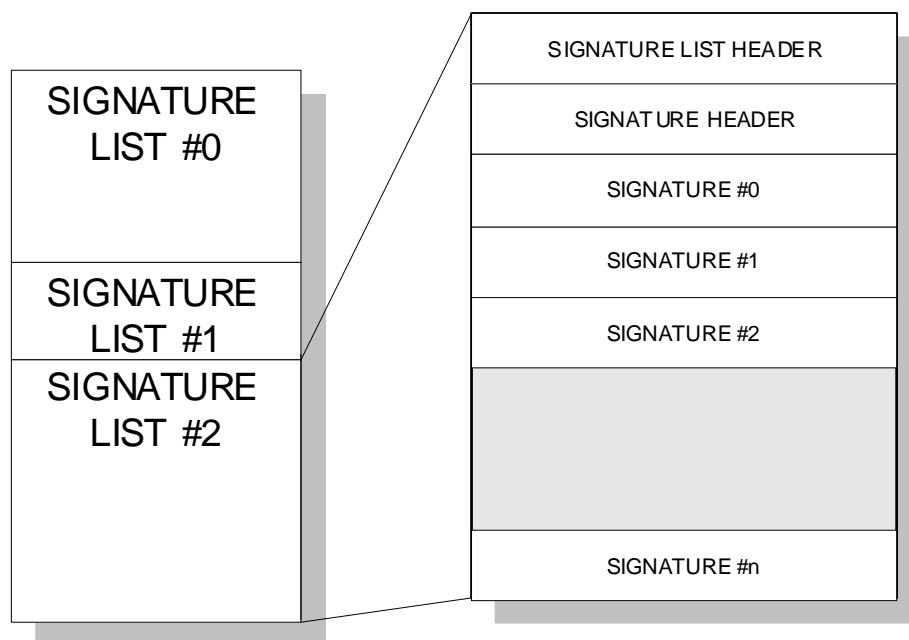 SIGNATURE
LIST #0
SIGNATURE
LIST #1
SIGNATURE
LIST #2
SIGNATURE LIST HEADER
SIGNATURE HEADER
SIGNATURE #0
SIGNATURE #1
SIGNATURE #2
SIGNATURE #n